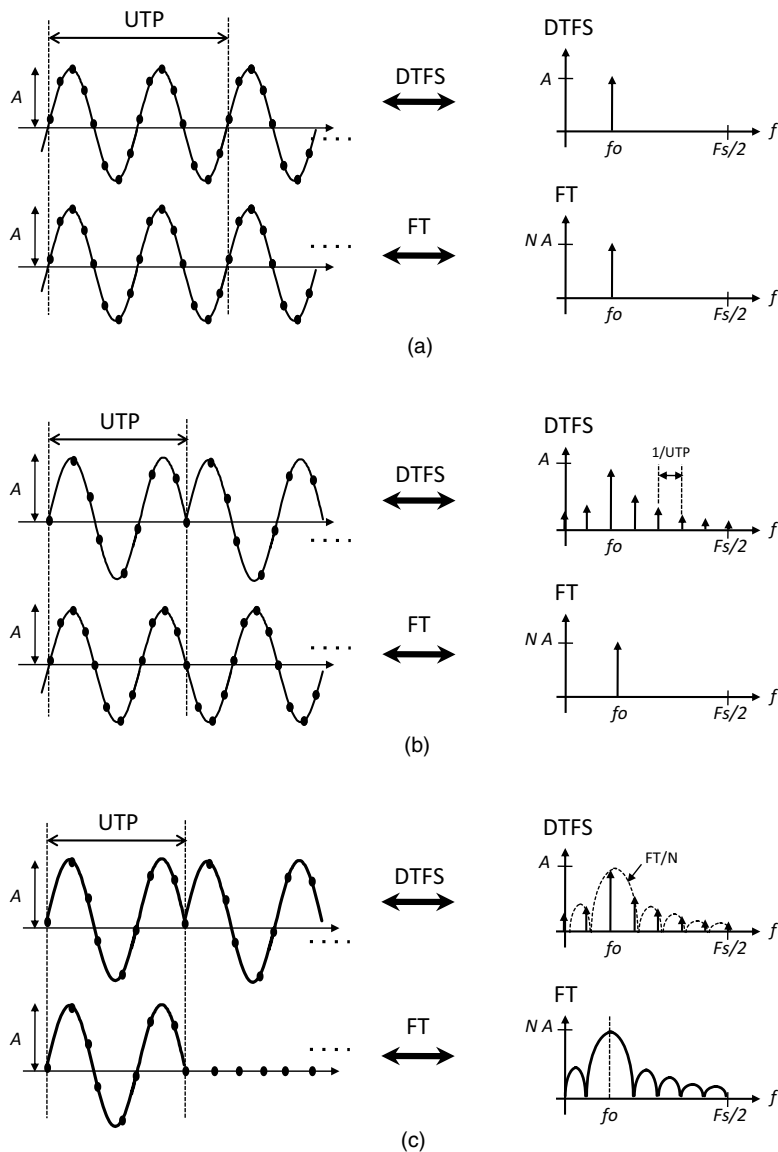 UTP
DTFS
A
DTFS
A
fo
Fs/2
f
. . . .
FT
A
FT
N A
fo
Fs/2
f
. . . .
(a)
UTP
DTFS
A
DTFS
A
1/UTP
fo
Fs/2
f
. . . .
FT
A
FT
N A
fo
Fs/2
f
. . . .
(b)
UTP
DTFS
A
DTFS
A
FT/N
fo
Fs/2
f
. . . .
FT
A
FT
N A
fo
Fs/2
f
. . . .
(c)